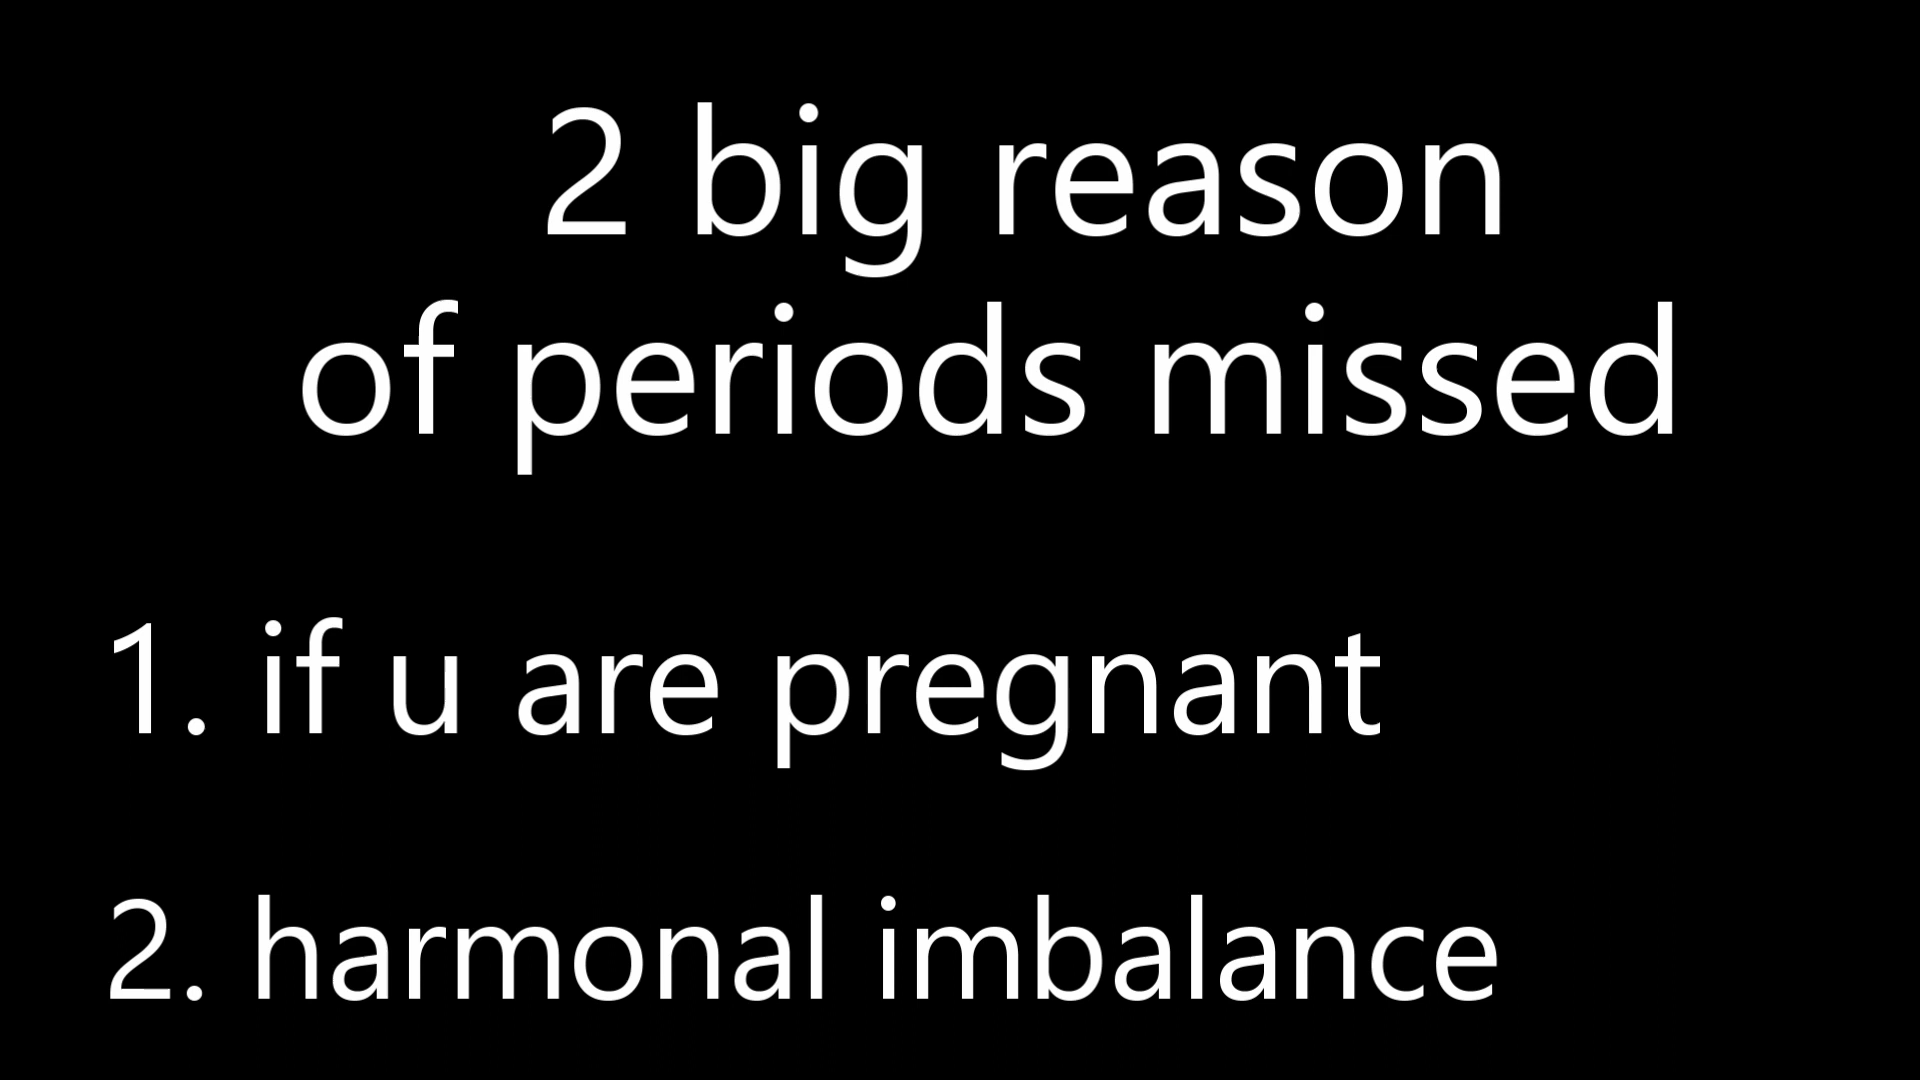 2 big reason
of periods missed
1. if u are pregnant
2. harmonal imbalance